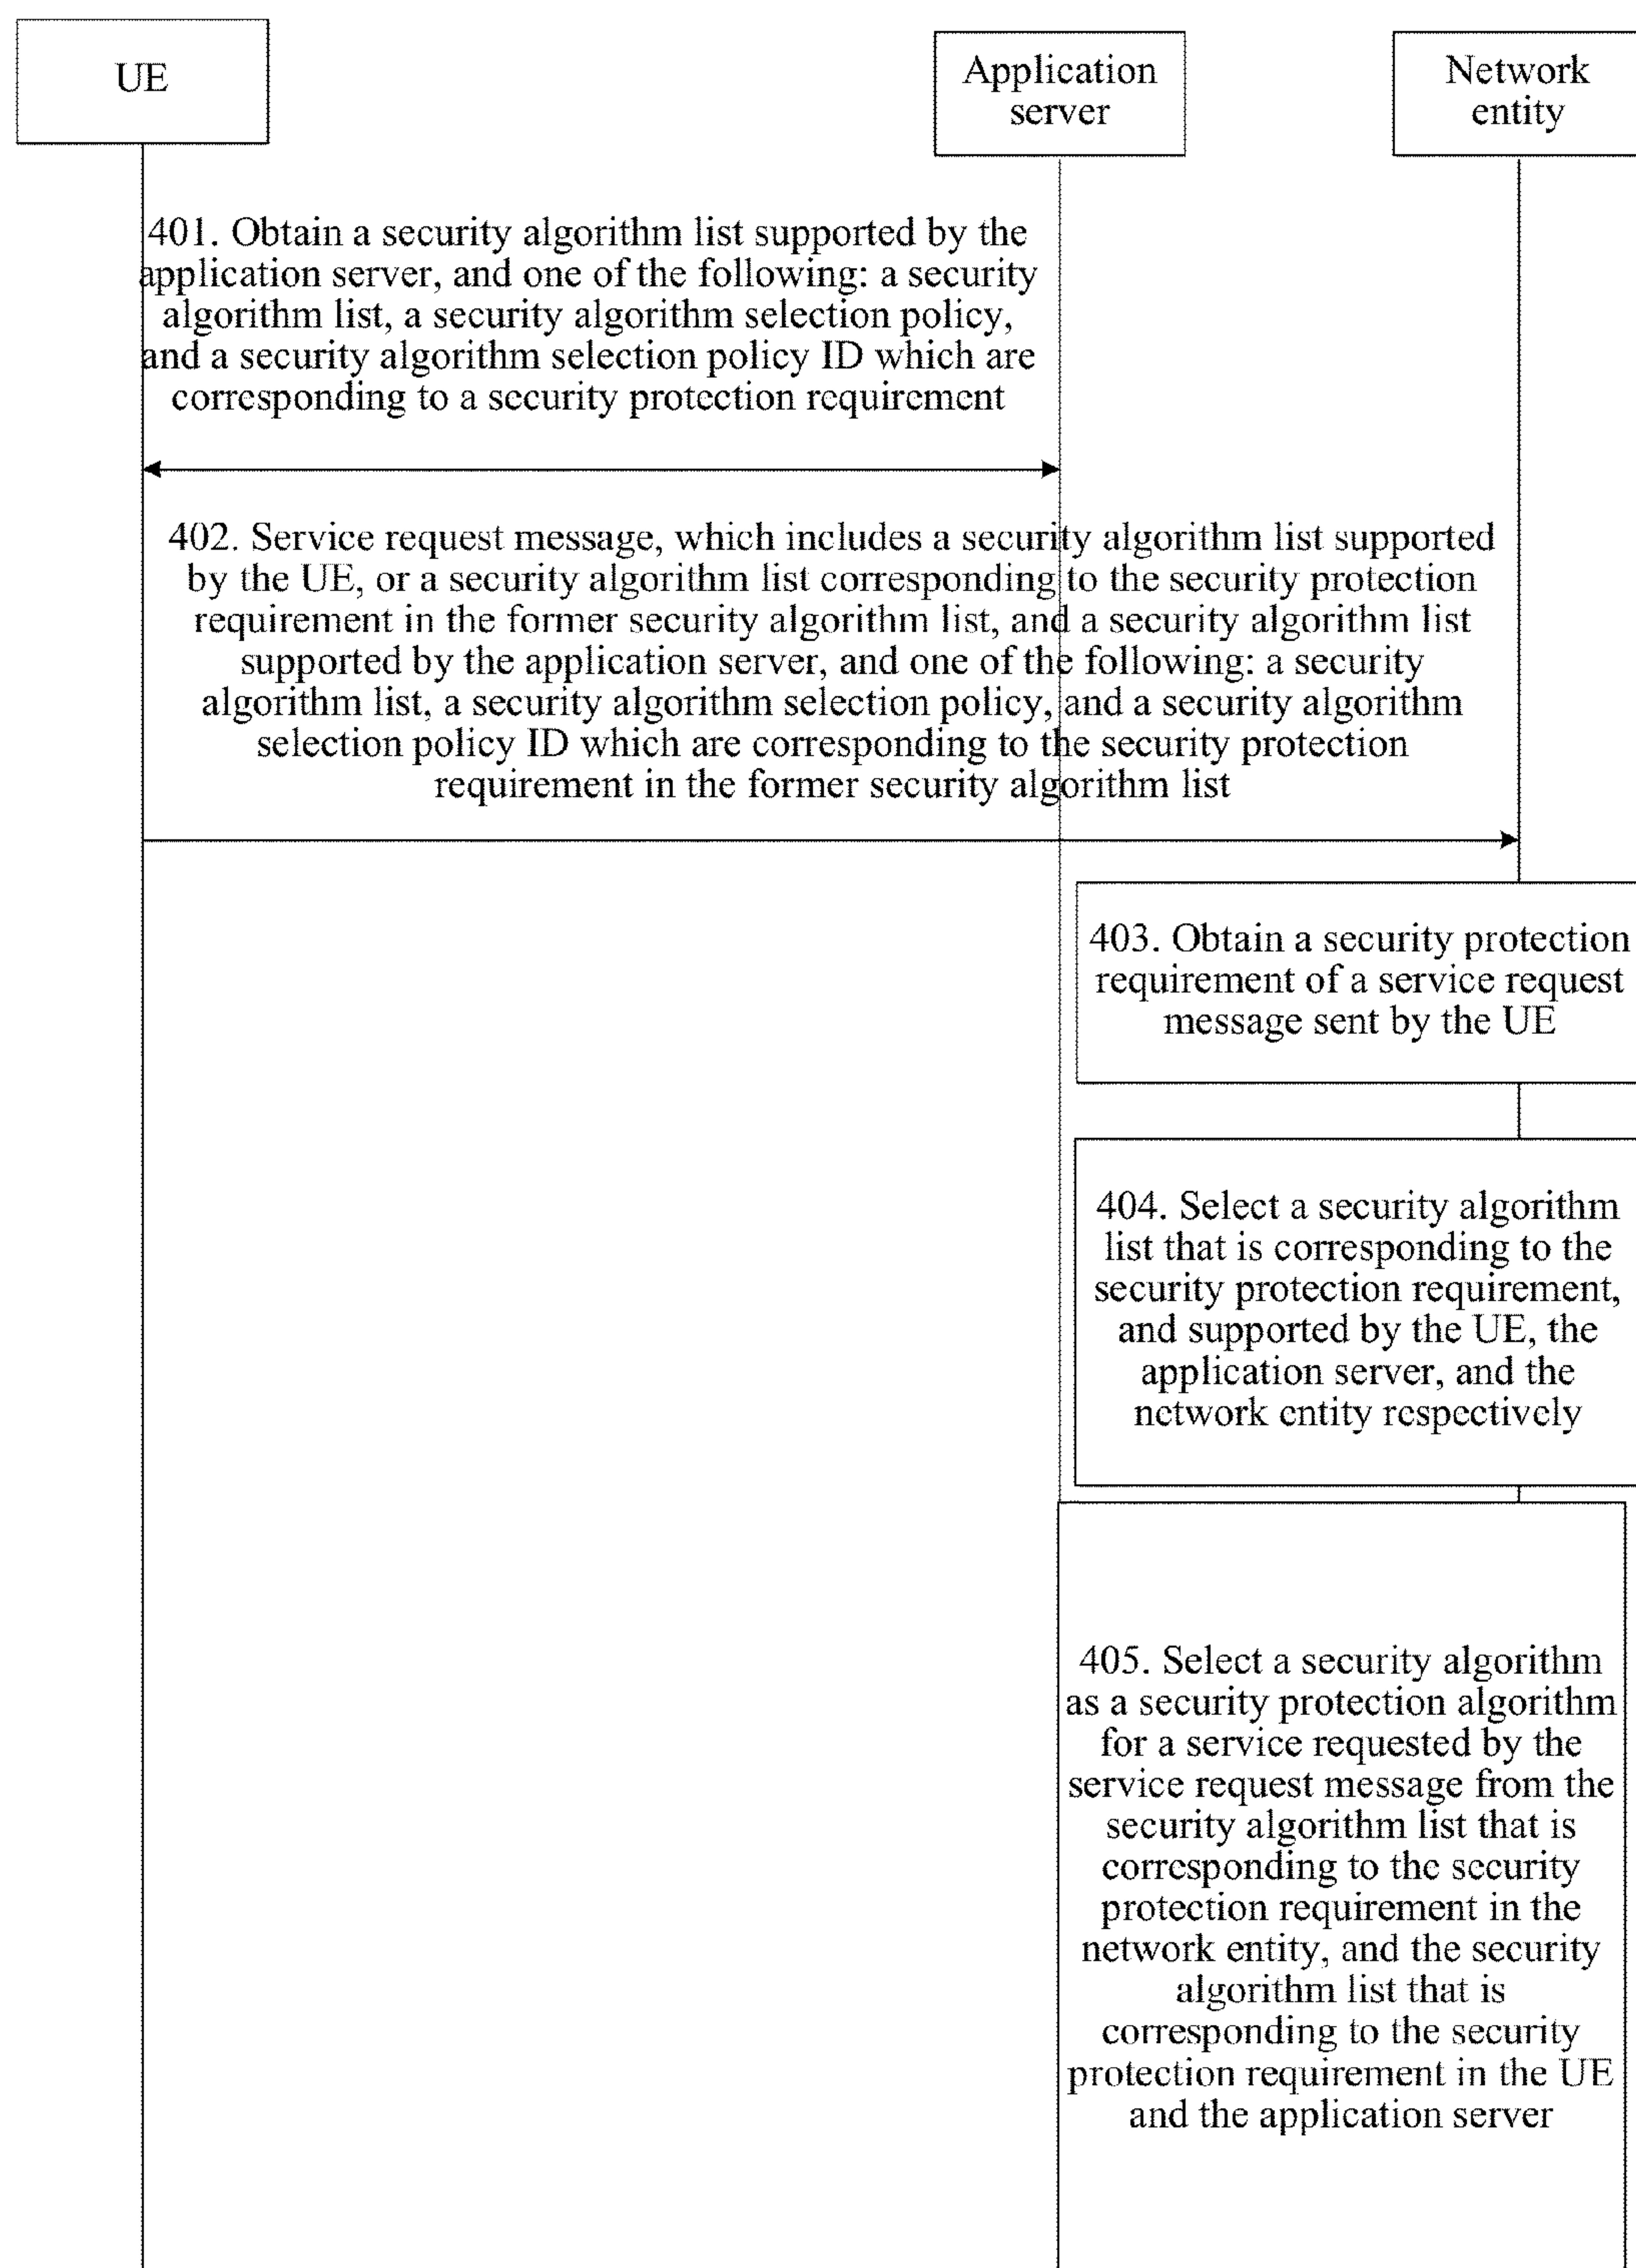 UE
Application
server
Network
entity
401. Obtain a security algorithm list supported by the
application server, and one of the following: a security
algorithm list, a security algorithm selection policy,
and a security algorithm selection policy ID which are
corresponding to a security protection requirement
402. Service request message, which includes a security algorithm list supported
by the UE, or a security algorithm list corresponding to the security protection
requirement in the former security algorithm list, and a security algorithm list
supported by the application server, and one of the following: a security
algorithm list, a security algorithm selection policy, and a security algorithm
selection policy ID which are corresponding to the security protection
requirement in the former security algorithm list
403. Obtain a security protection
requirement of a service request
message sent by the UE
404. Select a security algorithm
list that is corresponding to the
security protection requirement,
and supported by the UE, the
application server, and the
network entity respectively
405. Select a security algorithm
as a security protection algorithm
for a service requested by the
service request message from the
security algorithm list that is
corresponding to the security
protection requirement in the
network entity, and the security
algorithm list that is
corresponding to the security
protection requirement in the UE
and the application server